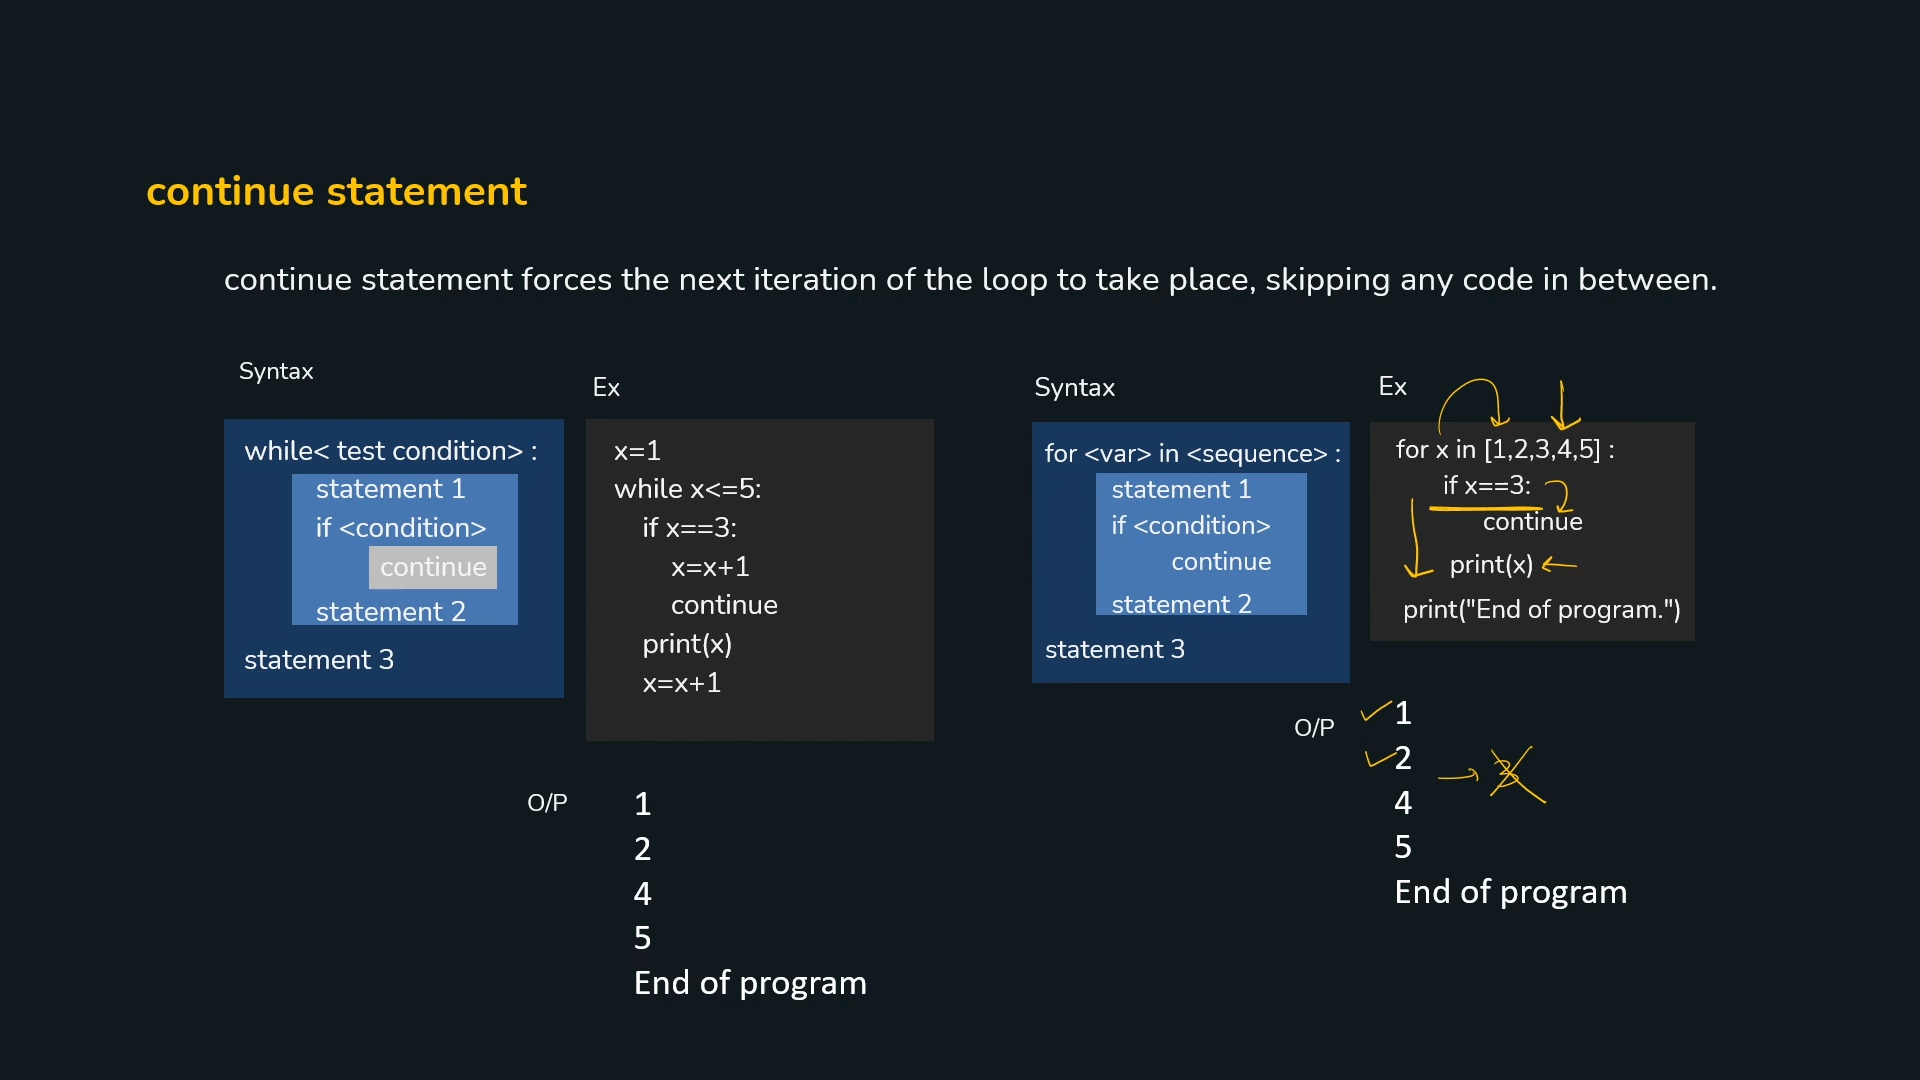 continue statement
continue statement forces the next iteration of the loop to take place, skipping any code in between.
Syntax
while< test condition> :
statement 1
if <condition>
continue
statement 2
statement 3
Ex
x=1
while x<=5:
if x==3:
x=x+1
continue
print(x)
x=x+1
O/P
1
2
4
5
End of program
Syntax
for <var> in <sequence> :
statement 1
if <condition>
continue
statement 2
statement 3
Ex
for x in [1,2,3,4,5] :
if x==3:
continue
print(x)
print("End of program.")
O/P
1
2
3
4
5
End of program